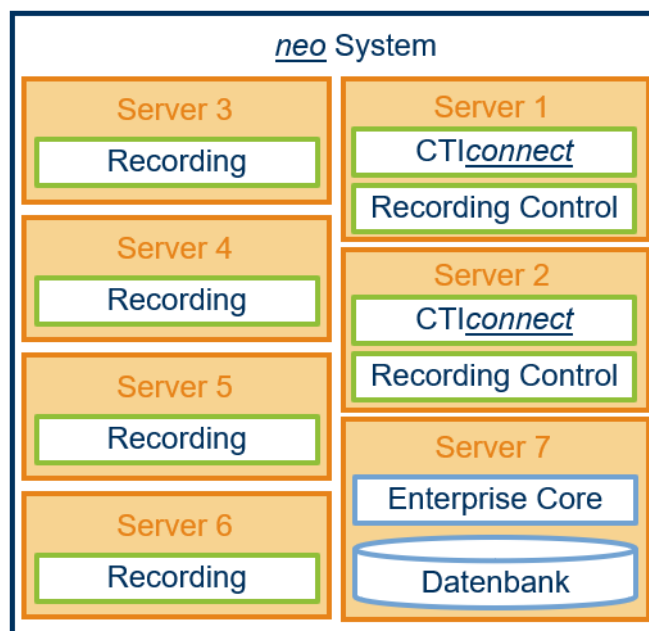 neo System
Server 3
Recording
Server 4
Recording
Server 5
Recording
Server 6
Recording
Server 1
CTIconnect
Recording Control
Server 2
CTIconnect
Recording Control
Server 7
Enterprise Core
Datenbank